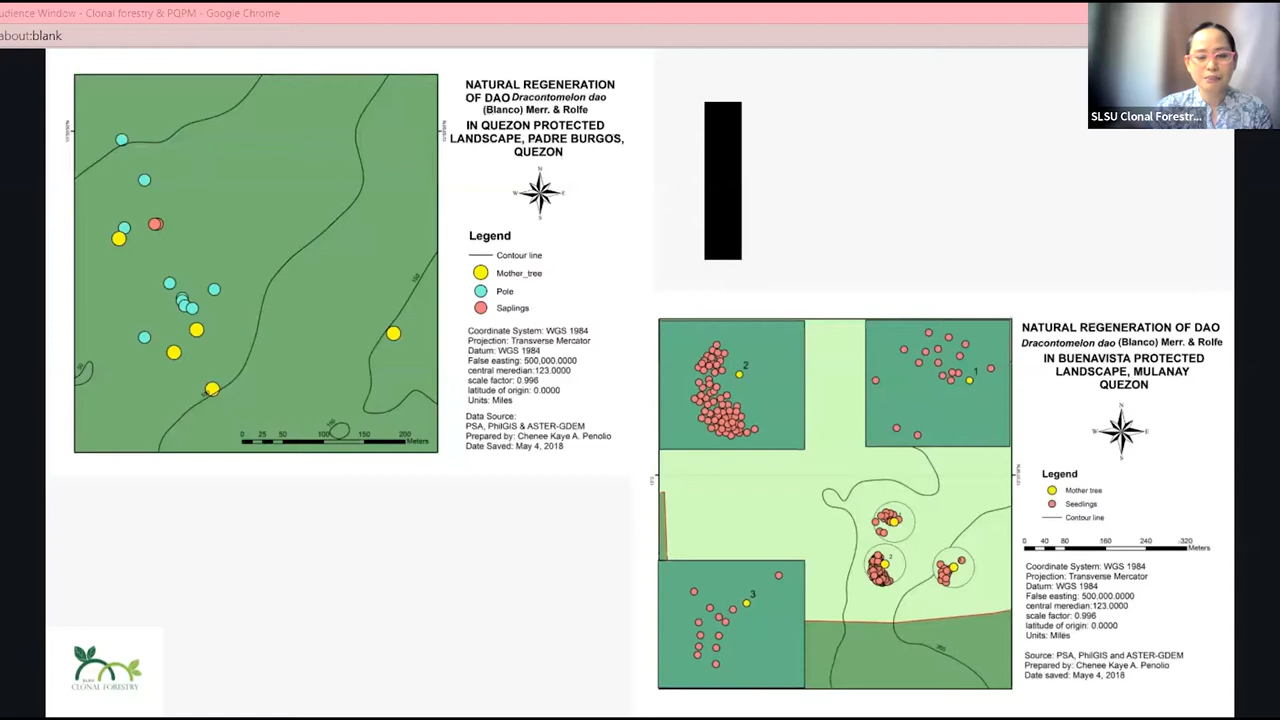 udience Window - Clonal forestry & PQPM - Google Chrome
about:blank
SLSU Clonal Forestr...
NATURAL REGENERATION
OF DAO Dracontomelon dao
(Blanco) Merr. & Rolfe
IN QUEZON PROTECTED
LANDSCAPE, PADRE BURGOS,
QUEZON
N
W E
S
Legend
Contour line
Mother_tree
Pole
Saplings
Coordinate System: WGS 1984
Projection: Transverse Mercator
Datum: WGS 1984
False easting: 500,000.0000
central meredian:123.0000
scale factor: 0.996
latitude of origin: 0.0000
Units: Miles
Data Source:
PSA, PhilGIS & ASTER-GDEM
Prepared by: Chenee Kaye A. Penolio
Date Saved: May 4, 2018
0 25 50 100 150 200
Meters
NATURAL REGENERATION OF DAO
Dracontomelon dao (Blanco) Merr. & Rolfe
IN BUENAVISTA PROTECTED
LANDSCAPE, MULANAY
QUEZON
N
W E
S
Legend
Mother tree
Seedlings
Contour line
0 40 80 160 240 320
Meters
Coordinate System: WGS 1984
Projection: Transverse Mercator
Datum: WGS 1984
False easting: 500,000.0000
central meredian:123.0000
scale factor: 0.996
latitude of origin: 0.0000
Units: Miles
Source: PSA, PhilGIS and ASTER-GDEM
Prepared by: Chenee Kaye A. Penolio
Date saved: Maye 4, 2018
2
1
3
2
SLSU
CLONAL FORESTRY